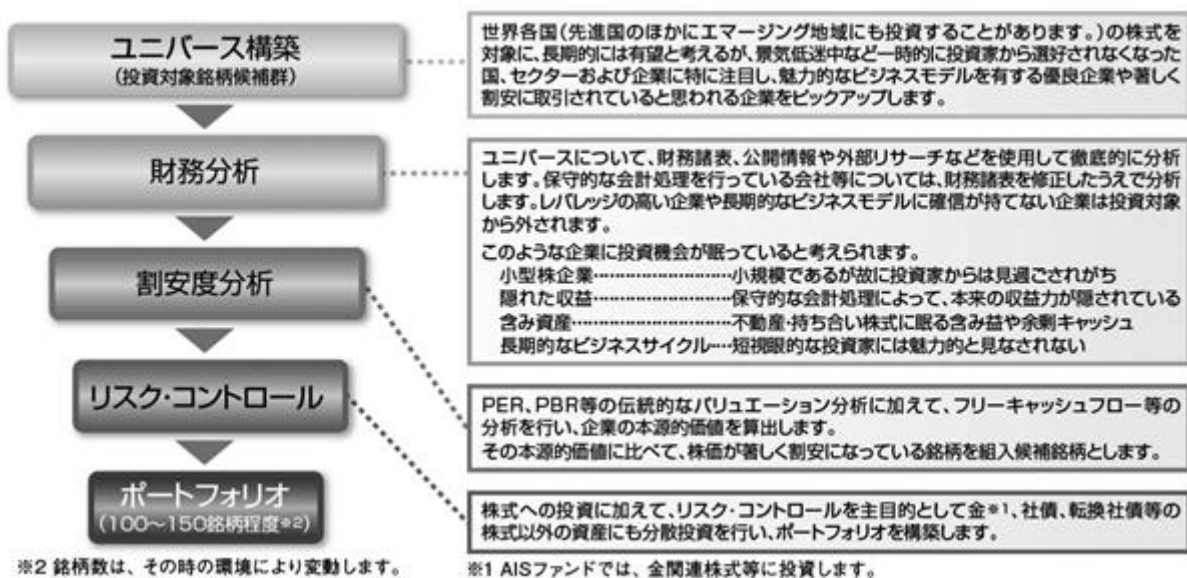 ユニバース構築
(投資対象銘柄候補群)
世界各国(先進国のほかにエマージング地域にも投資することがあります。)の株式を
対象に、長期的には有望と考えるが、景気低迷中など一時的に投資家から選好されなくなった
国、セクターおよび企業に特に注目し、魅力的なビジネスモデルを有する優良企業や著しく
割安に取引されていると思われる企業をピックアップします。
財務分析
ユニバースについて、財務諸表、公開情報や外部リサーチなどを使用して徹底的に分析
します。保守的な会計処理を行っている会社等については、財務諸表を修正したうえで分析
します。レバレッジの高い企業や長期的なビジネスモデルに確信が持てない企業は投資対象
から外されます。
このような企業に投資機会が眠っていると考えられます。
小型株企業…………………………小規模であるが故に投資家からは見過ごされがち
隠れた収益…………………………保守的な会計処理によって、本来の収益力が隠されている
含み資産……………………………不動産・持ち合い株式に眠る含み益や余剰キャッシュ
長期的なビジネスサイクル……短視眼的な投資家には魅力的と見なされない
割安度分析
PER、PBR等の伝統的なバリュエーション分析に加えて、フリーキャッシュフロー等の
分析を行い、企業の本源的価値を算出します。
その本源的価値に比べて、株価が著しく割安になっている銘柄を組入候補銘柄とします。
リスク・コントロール
株式への投資に加えて、リスク・コントロールを主目的として金※1、社債、転換社債等の
株式以外の資産にも分散投資を行い、ポートフォリオを構築します。
ポートフォリオ
(100～150銘柄程度※2)
※2 銘柄数は、その時の環境により変動します。
※1 AISファンドでは、金関連株式等に投資します。